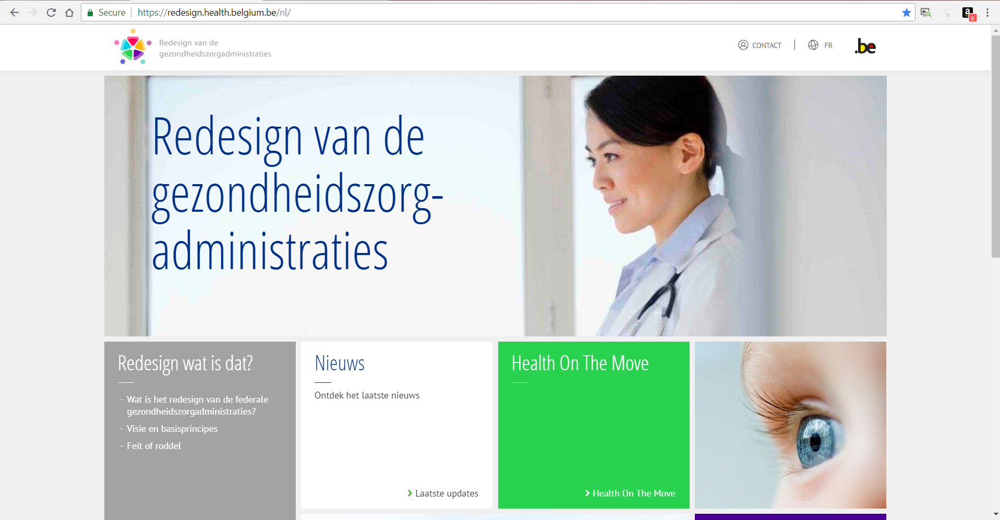 Secure
https://redesign.health.belgium.be/nl/
8
Redesign van de
gezondheidszorgadministraties
CONTACT
FR
.be
Redesign van de
gezondheidszorg-
administraties
Redesign wat is dat?
- Wat is het redesign van de federale
gezondheidszorgadministraties?
- Visie en basisprincipes
- Feit of roddel
Nieuws
Ontdek het laatste nieuws
Laatste updates
Health On The Move
Health On The Move